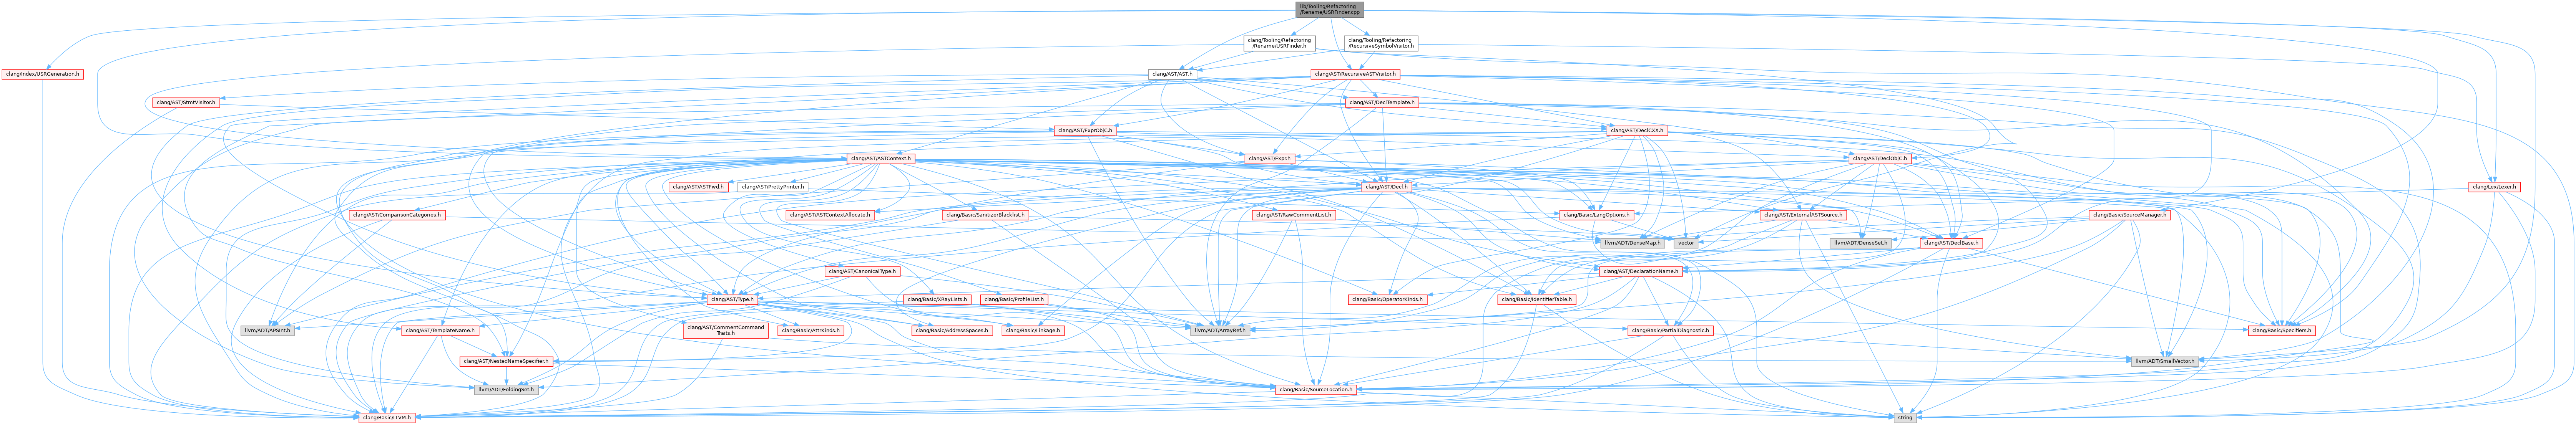 lib/Tooling/Refactoring
/Rename/USRFinder.cpp
clang/Tooling/Refactoring
/Rename/USRFinder.h
clang/Tooling/Refactoring
/RecursiveSymbolVisitor.h
clang/Index/USRGeneration.h
clang/AST/AST.h
clang/AST/RecursiveASTVisitor.h
clang/AST/StmtVisitor.h
clang/AST/DeclTemplate.h
clang/AST/ExprObjC.h
clang/AST/DeclCXX.h
clang/AST/ASTContext.h
clang/AST/Expr.h
clang/AST/DeclObjC.h
clang/AST/ASTFwd.h
clang/AST/PrettyPrinter.h
clang/AST/Decl.h
clang/Lex/Lexer.h
clang/AST/ComparisonCategories.h
clang/AST/ASTContextAllocate.h
clang/Basic/SanitizerBlacklist.h
clang/AST/RawCommentList.h
clang/Basic/LangOptions.h
clang/AST/ExternalASTSource.h
clang/Basic/SourceManager.h
llvm/ADT/DenseMap.h
vector
llvm/ADT/DenseSet.h
clang/AST/DeclBase.h
clang/AST/CanonicalType.h
clang/AST/DeclarationName.h
clang/AST/Type.h
clang/Basic/XRayLists.h
clang/Basic/ProfileList.h
clang/Basic/OperatorKinds.h
clang/Basic/IdentifierTable.h
llvm/ADT/APSInt.h
clang/AST/TemplateName.h
clang/AST/CommentCommand
Traits.h
clang/Basic/AttrKinds.h
clang/Basic/AddressSpaces.h
clang/Basic/Linkage.h
llvm/ADT/ArrayRef.h
clang/Basic/PartialDiagnostic.h
clang/Basic/Specifiers.h
clang/AST/NestedNameSpecifier.h
llvm/ADT/SmallVector.h
llvm/ADT/FoldingSet.h
clang/Basic/SourceLocation.h
clang/Basic/LLVM.h
string